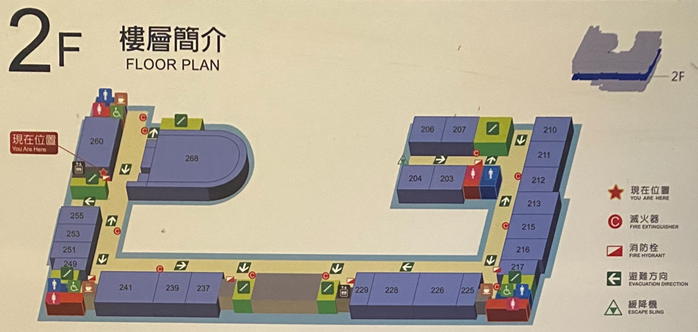 2F
樓層簡介
FLOOR PLAN
2F
現在位置
You Are Here
260
268
206
207
210
211
204
203
212
213
255
253
251
249
215
216
217
241
239
237
229
228
226
225
現在位置
YOU ARE HERE
滅火器
FIRE EXTINGUISHER
消防栓
FIRE HYDRANT
避難方向
EVACUATION DIRECTION
緩降機
ESCAPE SLING